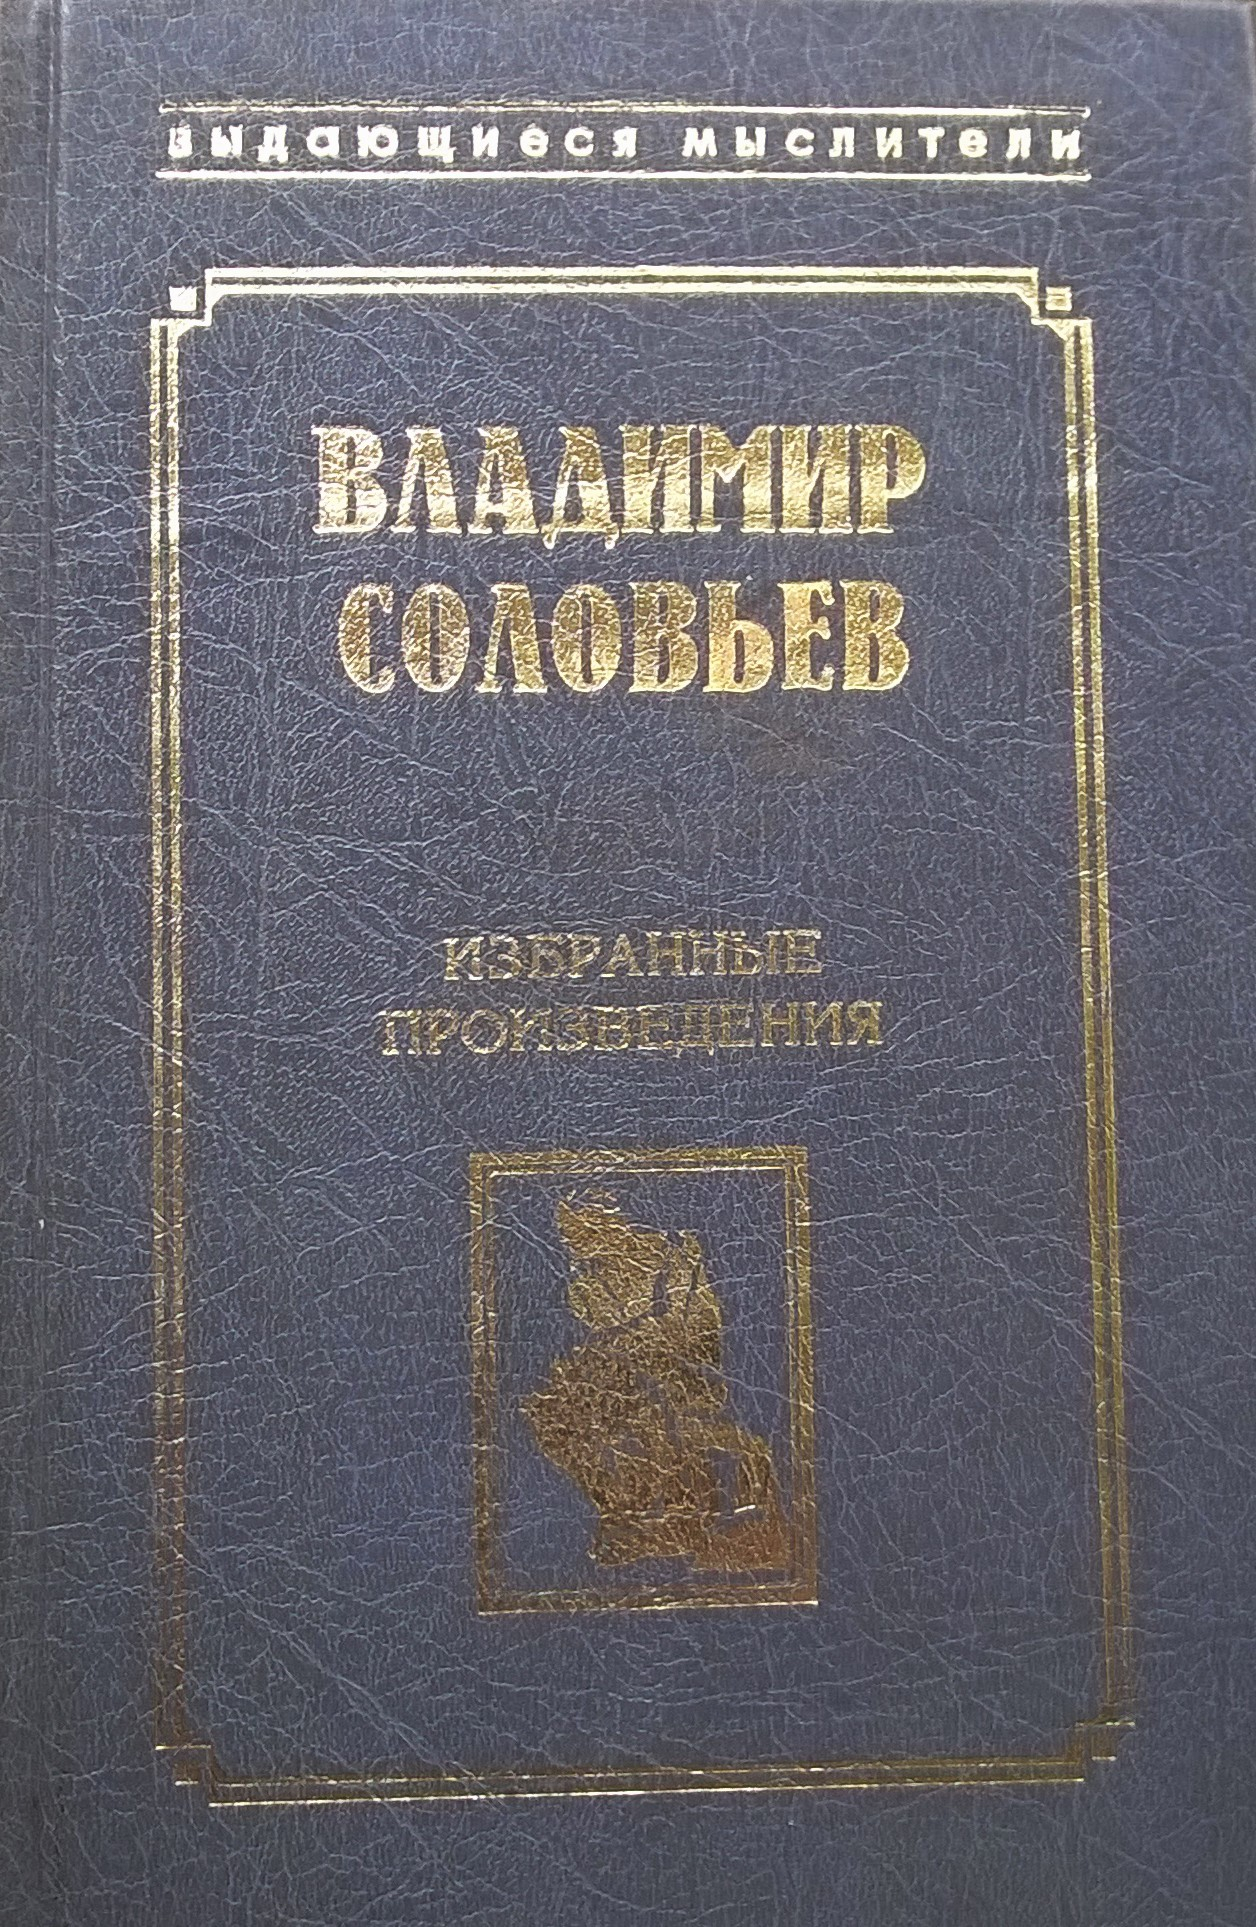 выдающиеся мыслители
ВЛАДИМИР
СОЛОВЬЕВ
ИЗБРАННЫЕ
ПРОИЗВЕДЕНИЯ